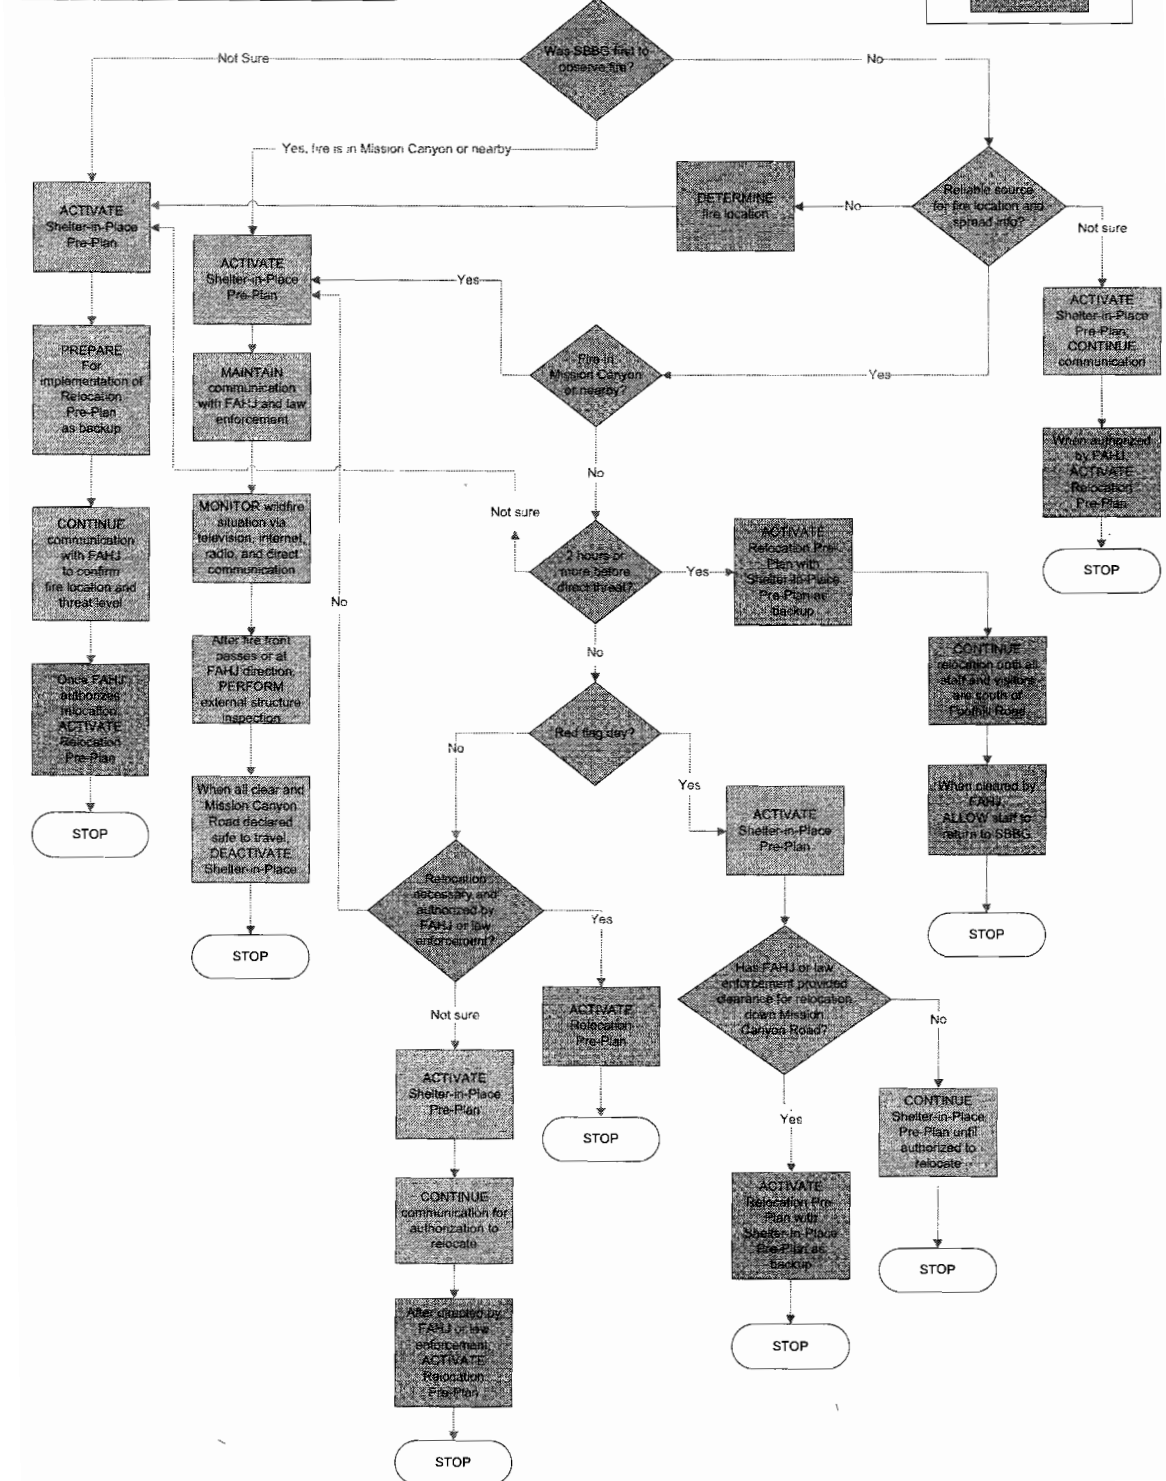 Was SBBG first to
observe fire?
Not Sure
No
Yes, fire is in Mission Canyon or nearby
ACTIVATE
Shelter-in-Place
Pre-Plan
DETERMINE
fire location
No
Reliable source
for fire location and
spread info?
Not sure
ACTIVATE
Shelter-in-Place
Pre-Plan
Yes
ACTIVATE
Shelter-in-Place
Pre-Plan;
CONTINUE
communication
PREPARE
For
implementation of
Relocation
Pre-Plan
as backup
MAINTAIN
communication
with FAHJ and law
enforcement
Fire in
Mission Canyon
or nearby?
Yes
When authorized
by FAHJ,
ACTIVATE
Relocation
Pre-Plan
No
STOP
CONTINUE
communication
with FAHJ
to confirm
fire location and
threat level
MONITOR wildfire
situation via
television, internet,
radio, and direct
communication
Not sure
2 hours or
more before
direct threat?
Yes
ACTIVATE
Relocation Pre-
Plan with
Shelter-In-Place
Pre-Plan as
backup
No
No
After fire front
passes or at
FAHJ direction,
PERFORM
external structure
inspection
CONTINUE
relocation until all
staff and visitors
are south of
Foothill Road
Once FAHJ
authorizes
relocation,
ACTIVATE
Relocation
Pre-Plan
Red flag day?
No
Yes
STOP
When all clear and
Mission Canyon
Road declared
safe to travel,
DEACTIVATE
Shelter-in-Place
ACTIVATE
Shelter-in-Place
Pre-Plan
When cleared by
FAHJ,
ALLOW staff to
return to SBBG
Relocation
necessary and
authorized by
FAHJ or law
enforcement?
Yes
STOP
STOP
Has FAHJ or law
enforcement provided
clearance for relocation
down Mission
Canyon Road?
No
Not sure
ACTIVATE
Relocation
Pre-Plan
ACTIVATE
Shelter-in-Place
Pre-Plan
STOP
Yes
CONTINUE
Shelter-in-Place
Pre-Plan until
authorized to
relocate
CONTINUE
communication for
authorization to
relocate
ACTIVATE
Relocation Pre-
Plan with
Shelter-In-Place
Pre-Plan as
backup
STOP
After directed by
FAHJ or law
enforcement,
ACTIVATE
Relocation
Pre-Plan
STOP
STOP